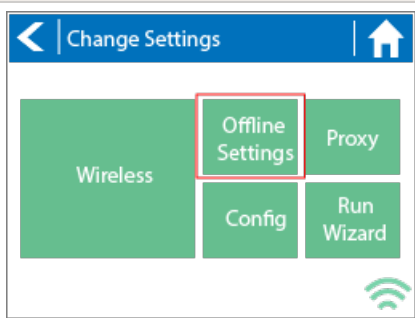 Change Settings
Wireless
Offline
Settings
Proxy
Config
Run
Wizard